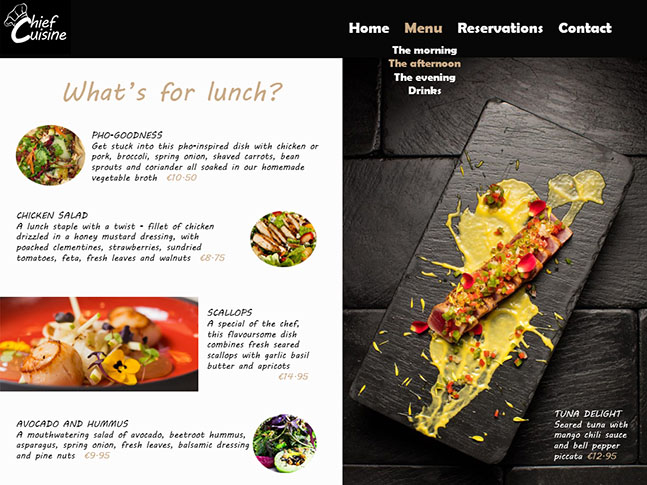 Chief
Cuisine
Home Menu Reservations Contact
The morning
The afternoon
The evening
Drinks
What's for lunch?
PHO-GOODNESS
Get stuck into this pho-inspired dish with chicken or
pork, broccoli, spring onion, shaved carrots, bean
sprouts and coriander all soaked in our homemade
vegetable broth €10.50
CHICKEN SALAD
A lunch staple with a twist - fillet of chicken
drizzled in a honey mustard dressing, with
poached clementines, strawberries, sundried
tomatoes, feta, fresh leaves and walnuts €8.75
SCALLOPS
A special of the chef,
this flavoursome dish
combines fresh seared
scallops with garlic basil
butter and apricots
€14.95
AVOCADO AND HUMMUS
A mouthwatering salad of avocado, beetroot hummus,
asparagus, spring onion, fresh leaves, balsamic dressing
and pine nuts €9.95
TUNA DELIGHT
Seared tuna with
mango chili sauce
and bell pepper
piccata €12.95